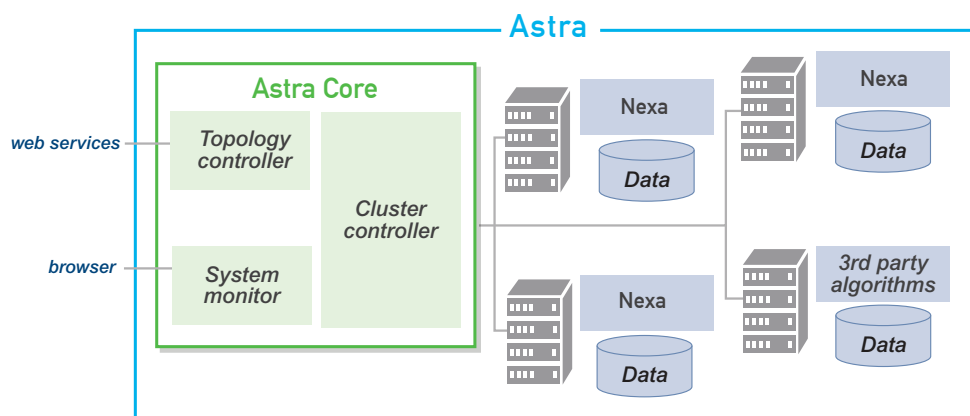 Astra
Astra Core
web services
Topology
controller
Cluster
controller
browser
System
monitor
Nexa
Data
Nexa
Data
Nexa
Data
3rd party
algorithms
Data